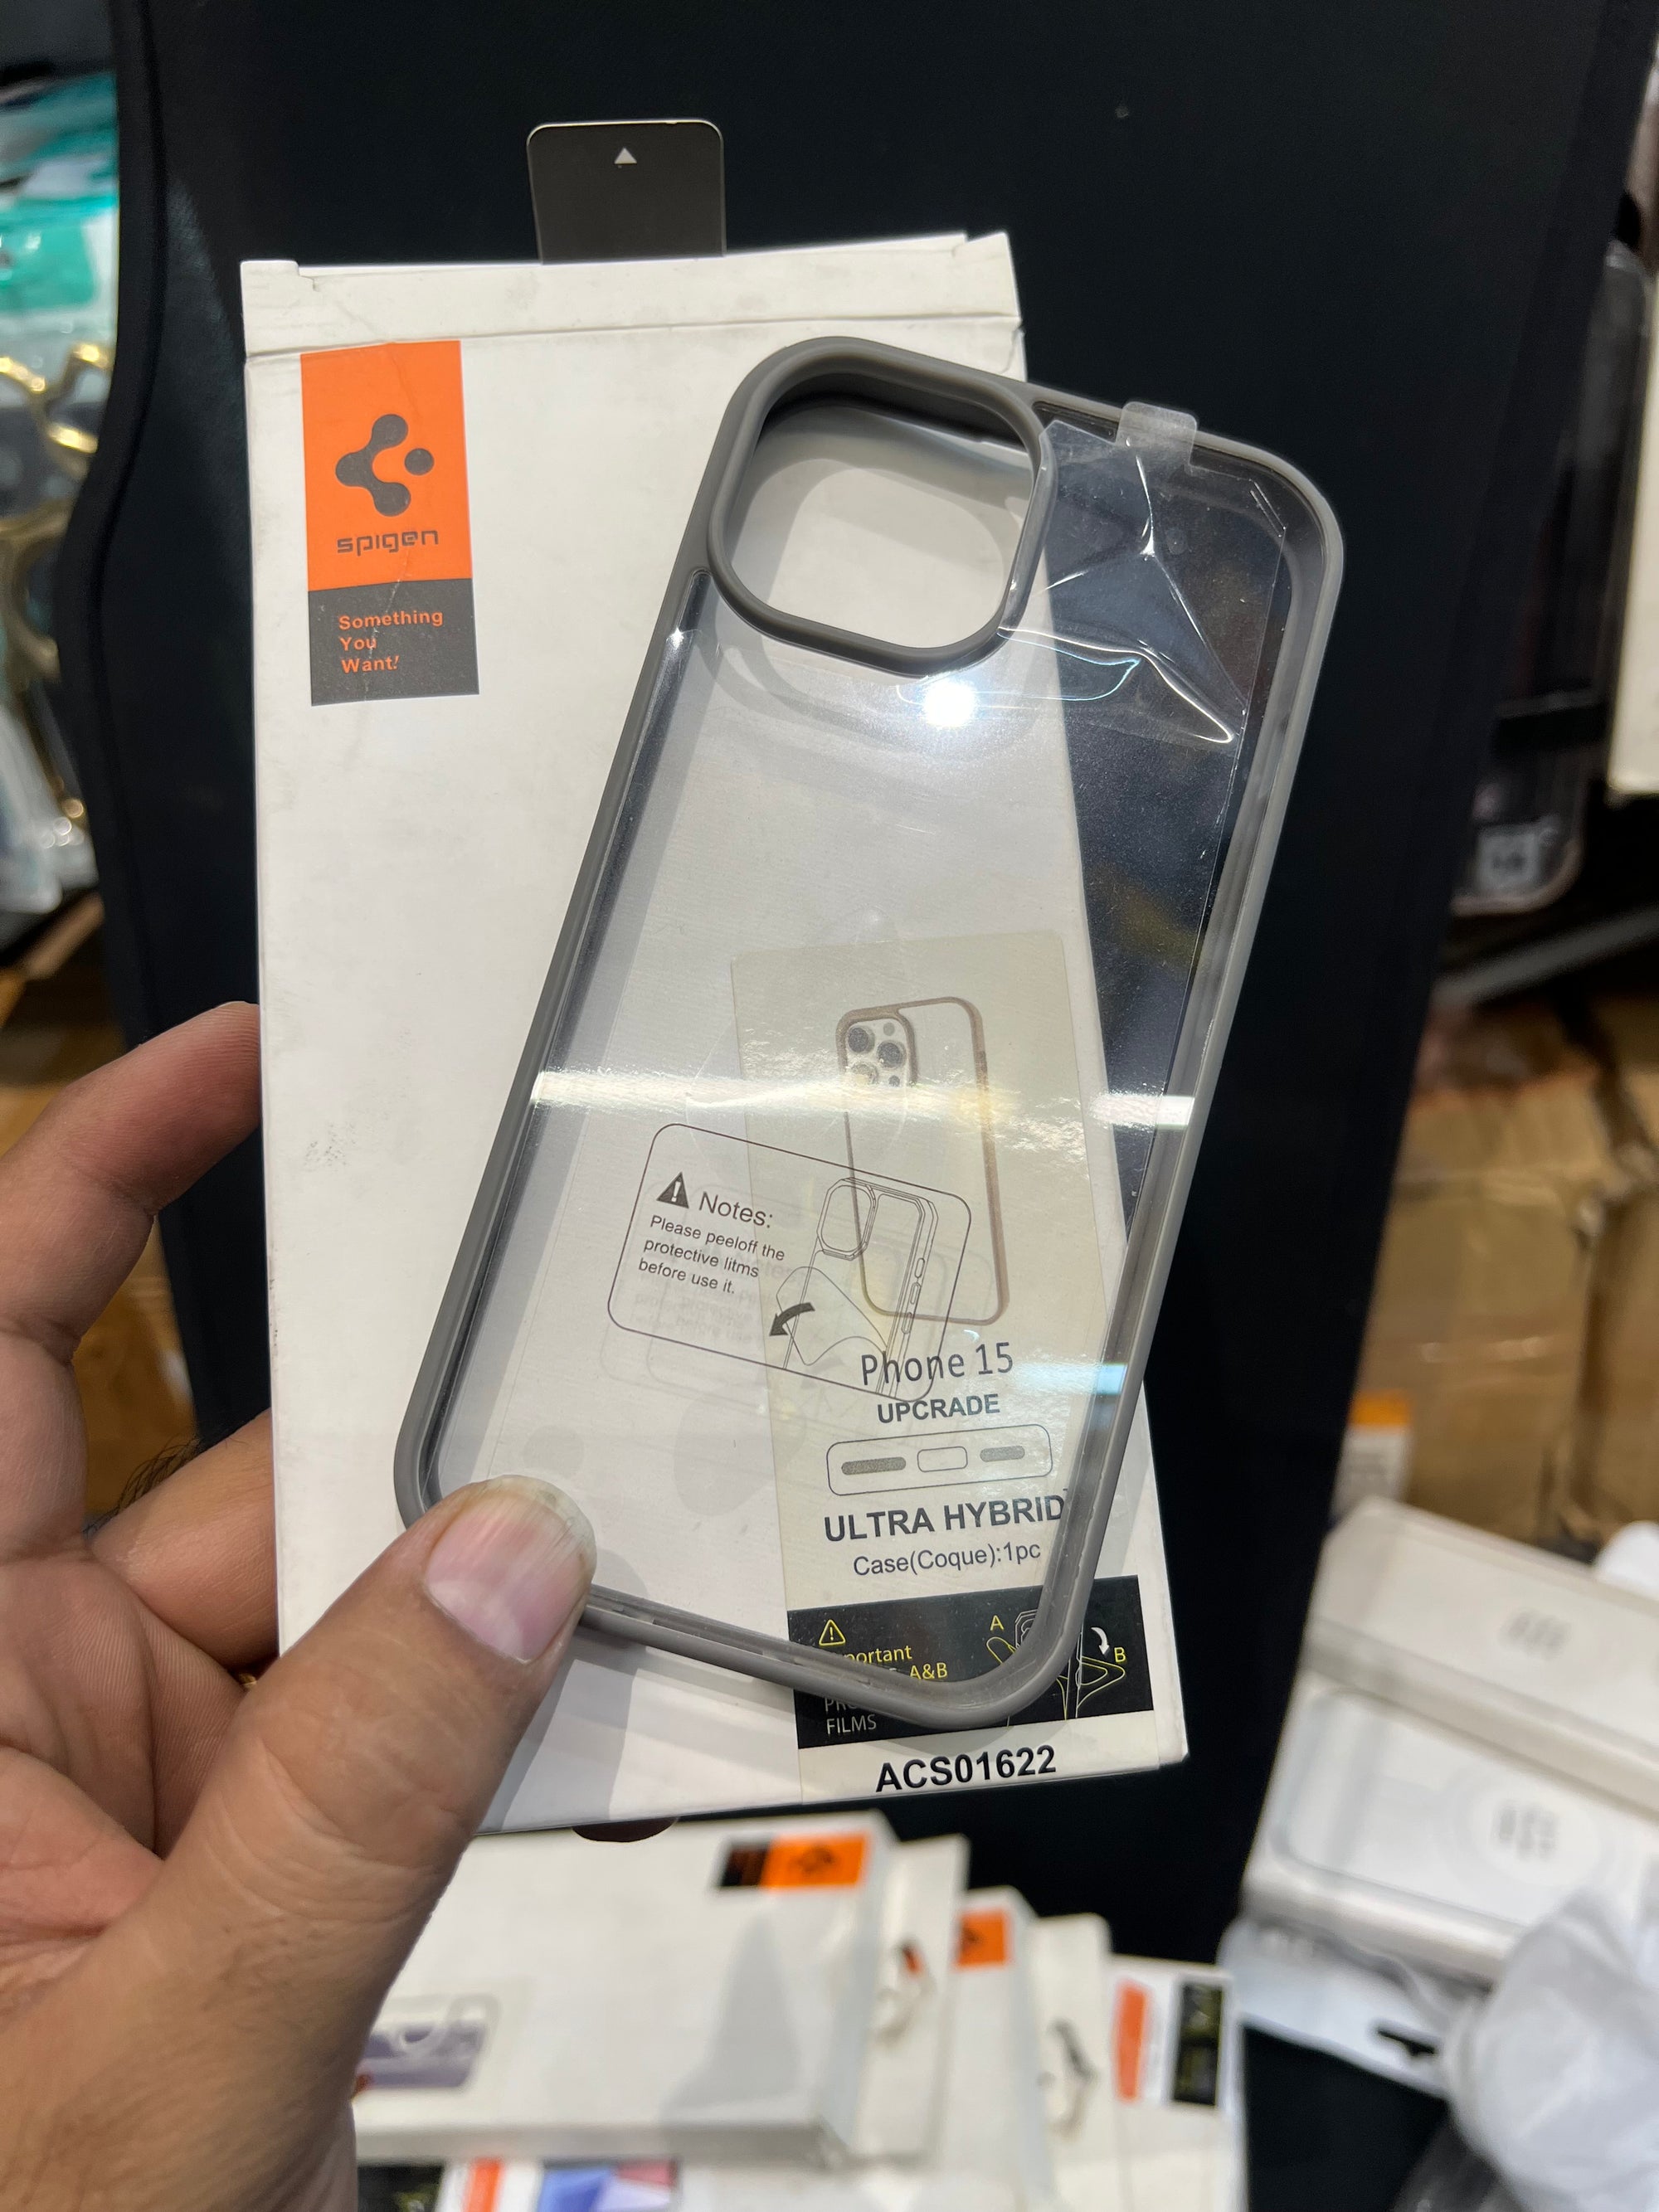 spigen
Something
You
Want!
Notes:
Please peeloff the
protective litms
before use it.
Phone 15
UPCRADE
ULTRA HYBRID
Case(Coque):1pc
A
B
A&B
FILMS
ACS01622